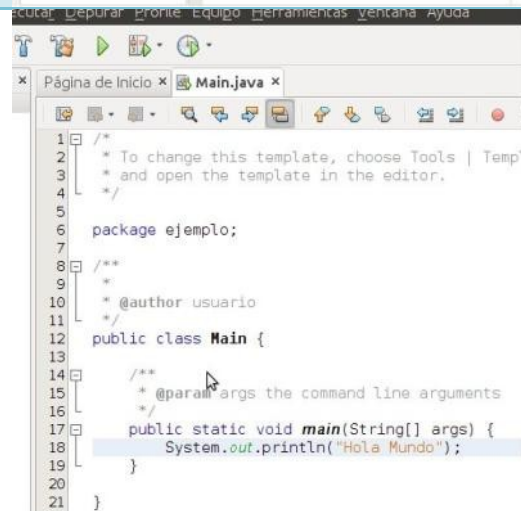 Depurar Profile Equipo Herramientas Ventana Ayuda
Página de Inicio × Main.java ×
1 /*
2 * To change this template, choose Tools | Templ
3 * and open the template in the editor.
4 */
5
6 package ejemplo;
7
8 /**
9 *
10 * @author usuario
11 */
12 public class Main {
13
14 /**
15 * @param args the command line arguments
16 */
17 public static void main(String[] args) {
18 System.out.println("Hola Mundo");
19 }
20
21 }